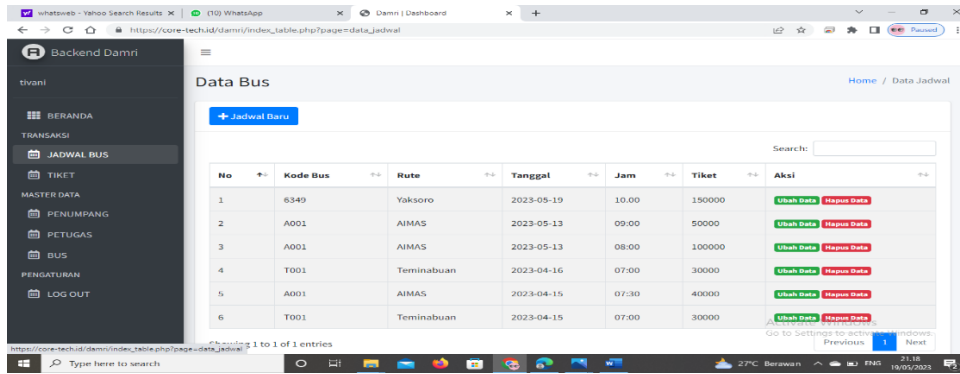 whatsweb - Yahoo Search Results
(10) WhatsApp
Damri | Dashboard
https://core-tech.id/damri/index_table.php?page=data_jadwal
Paused
Backend Damri
tivani
BERANDA
TRANSAKSI
JADWAL BUS
TIKET
MASTER DATA
PENUMPANG
PETUGAS
BUS
PENGATURAN
LOG OUT
Data Bus
Home / Data Jadwal
+ Jadwal Baru
Search:
No Kode Bus Rute Tanggal Jam Tiket Aksi
1 6349 Yaksoro 2023-05-19 10.00 150000 Ubah Data Hapus Data
2 A001 AIMAS 2023-05-13 09:00 50000 Ubah Data Hapus Data
3 A001 AIMAS 2023-05-13 08:00 100000 Ubah Data Hapus Data
4 T001 Teminabuan 2023-04-16 07:00 30000 Ubah Data Hapus Data
5 A001 AIMAS 2023-04-15 07:30 40000 Ubah Data Hapus Data
6 T001 Teminabuan 2023-04-15 07:00 30000 Ubah Data Hapus Data
Activate Windows
Go to Settings to activate Windows.
Showing 1 to 1 of 1 entries
Previous 1 Next
https://core-tech.id/damri/index_table.php?page=data_jadwal
Type here to search
27°C Berawan
ENG
21.18
19/05/2023